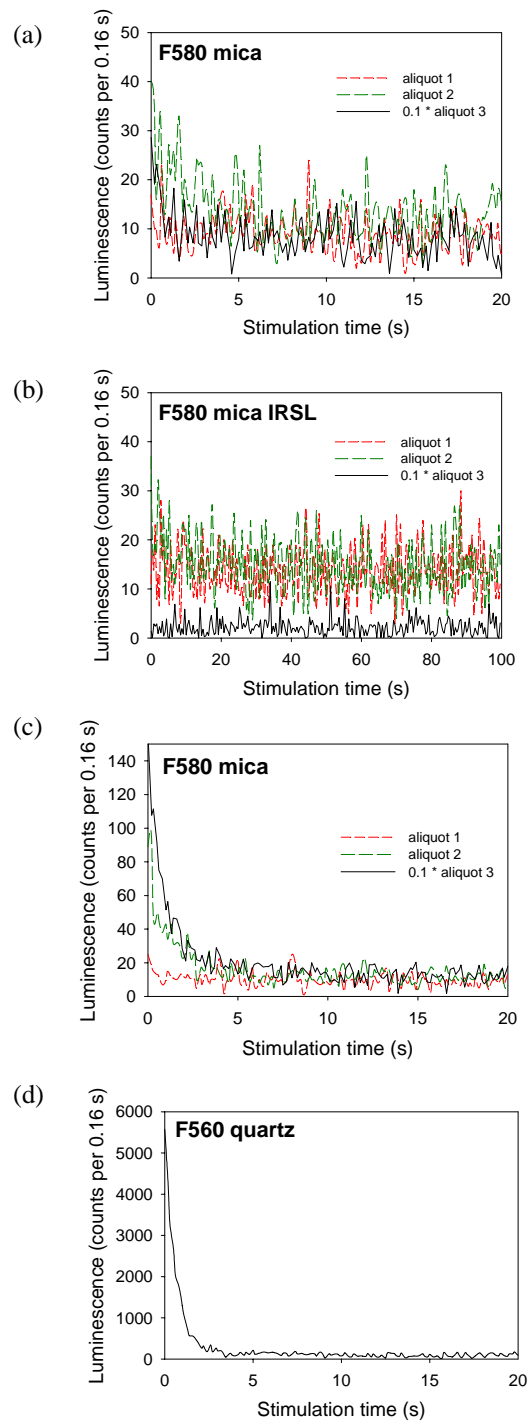 (a)
F580 mica
Luminescence (counts per 0.16 s)
50
40
30
20
10
0
aliquot 1
aliquot 2
0.1 * aliquot 3
0 5 10 15 20
Stimulation time (s)
(b)
F580 mica IRSL
Luminescence (counts per 0.16 s)
50
40
30
20
10
0
aliquot 1
aliquot 2
0.1 * aliquot 3
0 20 40 60 80 100
Stimulation time (s)
(c)
F580 mica
Luminescence (counts per 0.16 s)
140
120
100
80
60
40
20
0
aliquot 1
aliquot 2
0.1 * aliquot 3
0 5 10 15 20
Stimulation time (s)
(d)
F560 quartz
Luminescence (counts per 0.16 s)
6000
5000
4000
3000
2000
1000
0
0 5 10 15 20
Stimulation time (s)